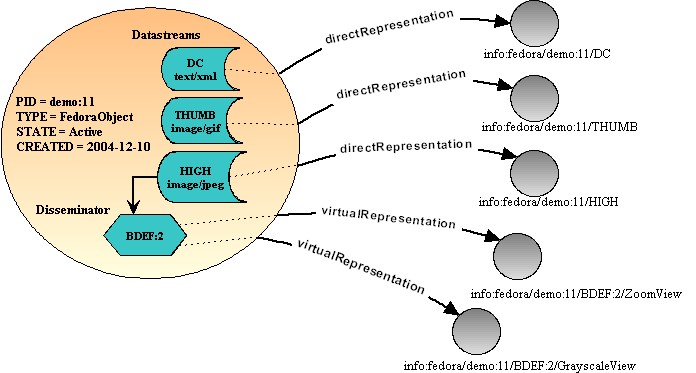 Datastreams
DC
text/xml
PID = demo:11
TYPE = FedoraObject
STATE = Active
CREATED = 2004-12-10
THUMB
image/gif
HIGH
image/jpeg
Disseminator
BDEF:2
directRepresentation
info:fedora/demo:11/DC
directRepresentation
info:fedora/demo:11/THUMB
directRepresentation
info:fedora/demo:11/HIGH
virtualRepresentation
info:fedora/demo:11/BDEF:2/ZoomView
virtualRepresentation
info:fedora/demo:11/BDEF:2/GrayscaleView